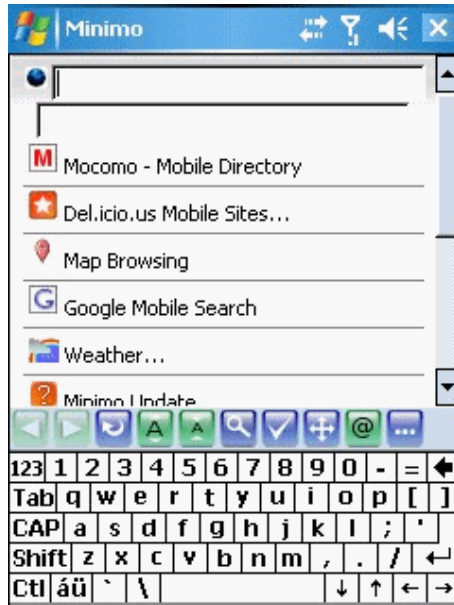 Minimo
M Mocomo - Mobile Directory
Del.icio.us Mobile Sites...
Map Browsing
G Google Mobile Search
Weather...
? Minimo Update
A A @ ...
123 1 2 3 4 5 6 7 8 9 0 - =
Tab q w e r t y u i o p [ ]
CAP a s d f g h j k l ; '
Shift z x c v b n m , . /
Ctl áü ` \